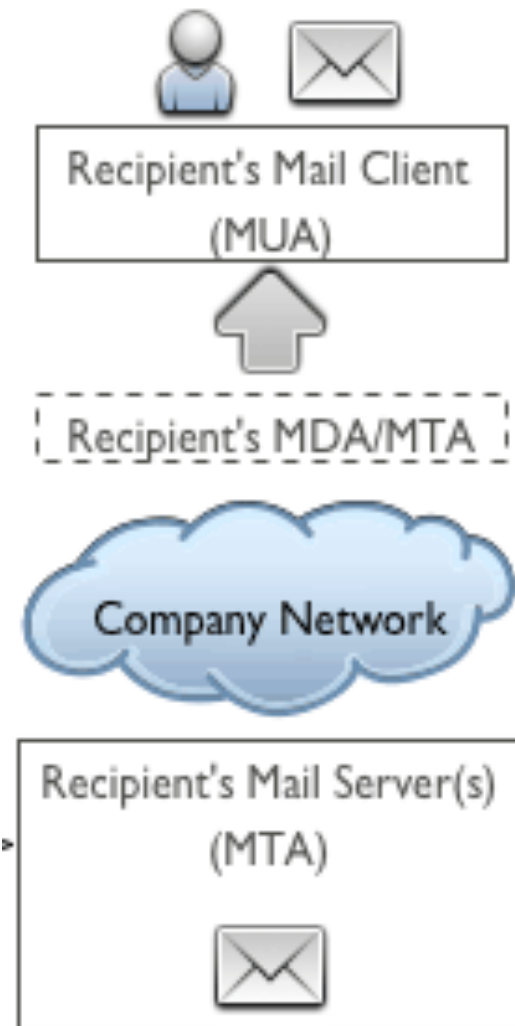 Recipient's Mail Client
(MUA)
Recipient's MDA/MTA
Company Network
Recipient's Mail Server(s)
(MTA)